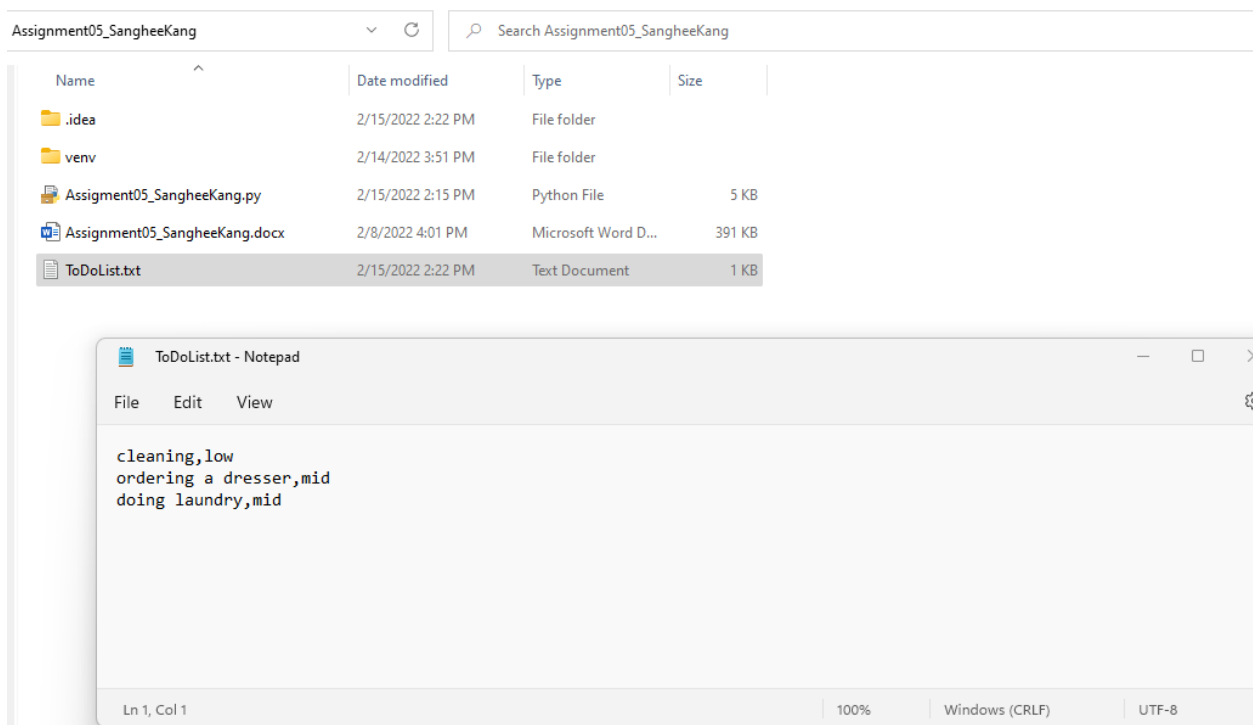 Assignment05_SangheeKang Search Assignment05_SangheeKang
Name Date modified Type Size
.idea 2/15/2022 2:22 PM File folder
venv 2/14/2022 3:51 PM File folder
Assigment05_SangheeKang.py 2/15/2022 2:15 PM Python File 5 KB
Assignment05_SangheeKang.docx 2/8/2022 4:01 PM Microsoft Word D... 391 KB
ToDoList.txt 2/15/2022 2:22 PM Text Document 1 KB
ToDoList.txt - Notepad
File Edit View
cleaning,low
ordering a dresser,mid
doing laundry,mid
Ln 1, Col 1 100% Windows (CRLF) UTF-8